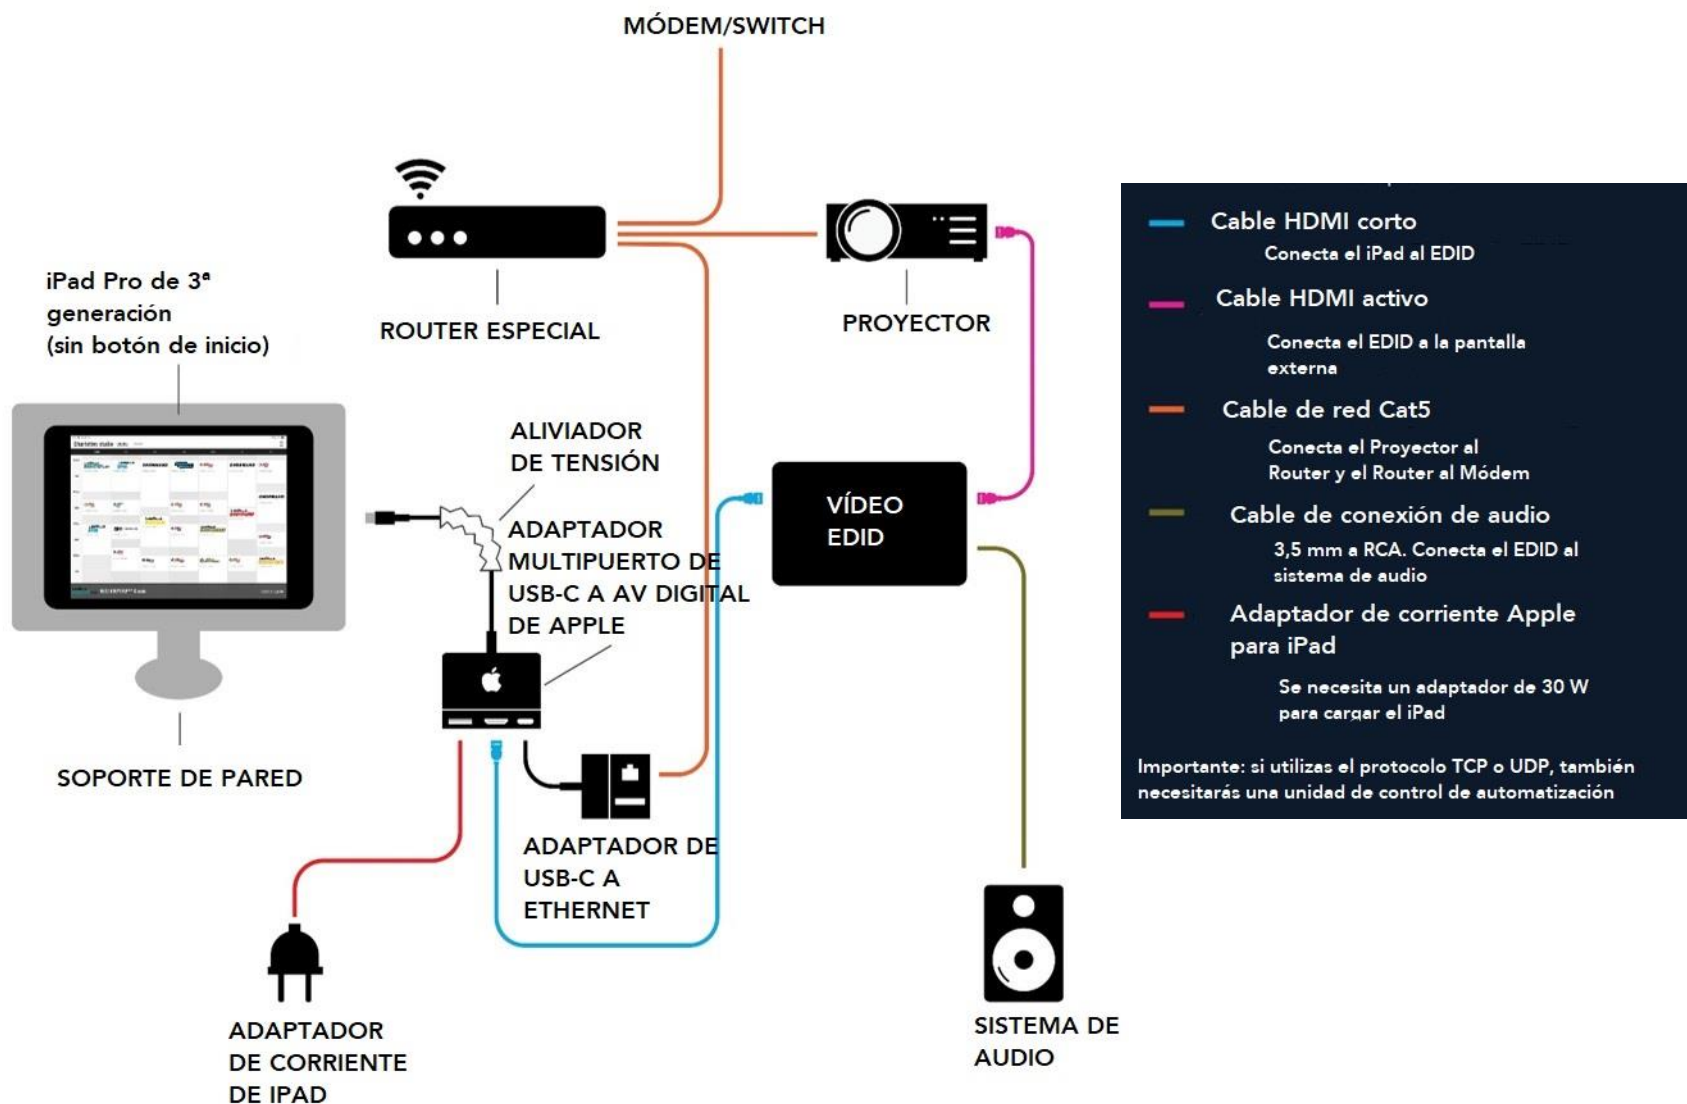 MÓDEM/SWITCH
iPad Pro de 3ª
generación
(sin botón de inicio)
ROUTER ESPECIAL
PROYECTOR
ALIVIADOR
DE TENSIÓN
ADAPTADOR
MULTIPUERTO DE
USB-C A AV DIGITAL
DE APPLE
VÍDEO
EDID
SOPORTE DE PARED
ADAPTADOR DE
USB-C A
ETHERNET
ADAPTADOR
DE CORRIENTE
DE IPAD
SISTEMA DE
AUDIO
Cable HDMI corto
Conecta el iPad al EDID
Cable HDMI activo
Conecta el EDID a la pantalla
externa
Cable de red Cat5
Conecta el Proyector al
Router y el Router al Módem
Cable de conexión de audio
3,5 mm a RCA. Conecta el EDID al
sistema de audio
Adaptador de corriente Apple
para iPad
Se necesita un adaptador de 30 W
para cargar el iPad
Importante: si utilizas el protocolo TCP o UDP, también
necesitarás una unidad de control de automatización